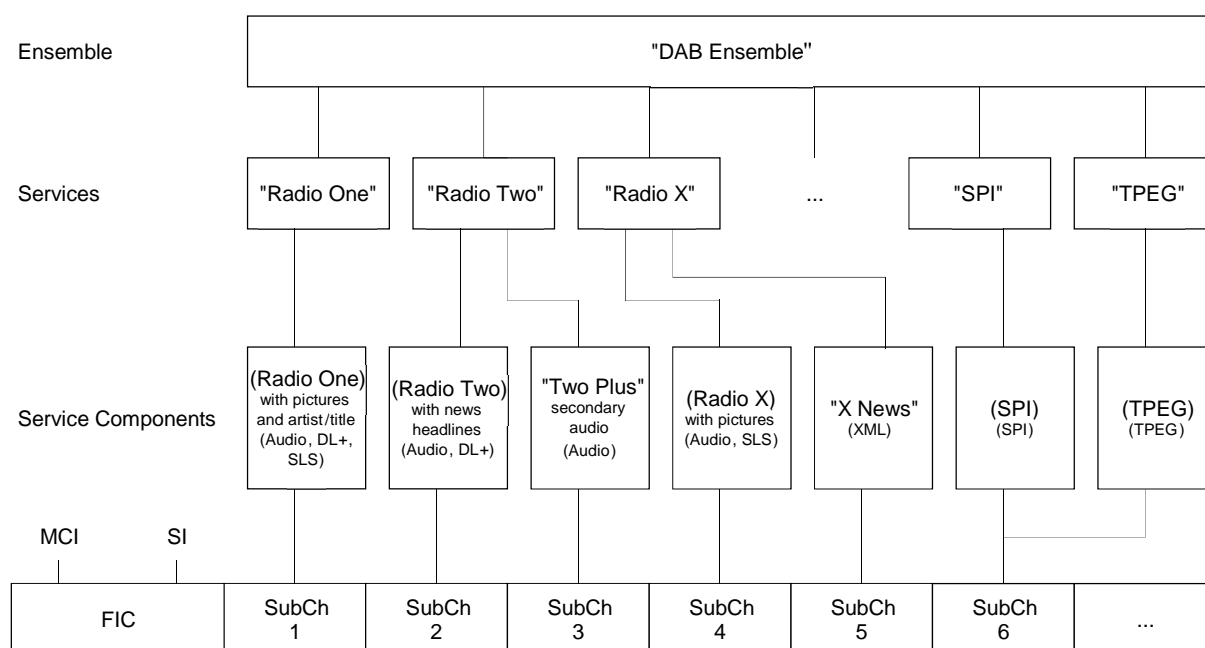 Ensemble
"DAB Ensemble"
Services
"Radio One"
"Radio Two"
"Radio X"
...
"SPI"
"TPEG"
Service Components
(Radio One)
with pictures
and artist/title
(Audio, DL+,
SLS)
(Radio Two)
with news
headlines
(Audio, DL+)
"Two Plus"
secondary
audio
(Audio)
(Radio X)
with pictures
(Audio, SLS)
"X News"
(XML)
(SPI)
(SPI)
(TPEG)
(TPEG)
MCI
SI
FIC
SubCh
1
SubCh
2
SubCh
3
SubCh
4
SubCh
5
SubCh
6
...